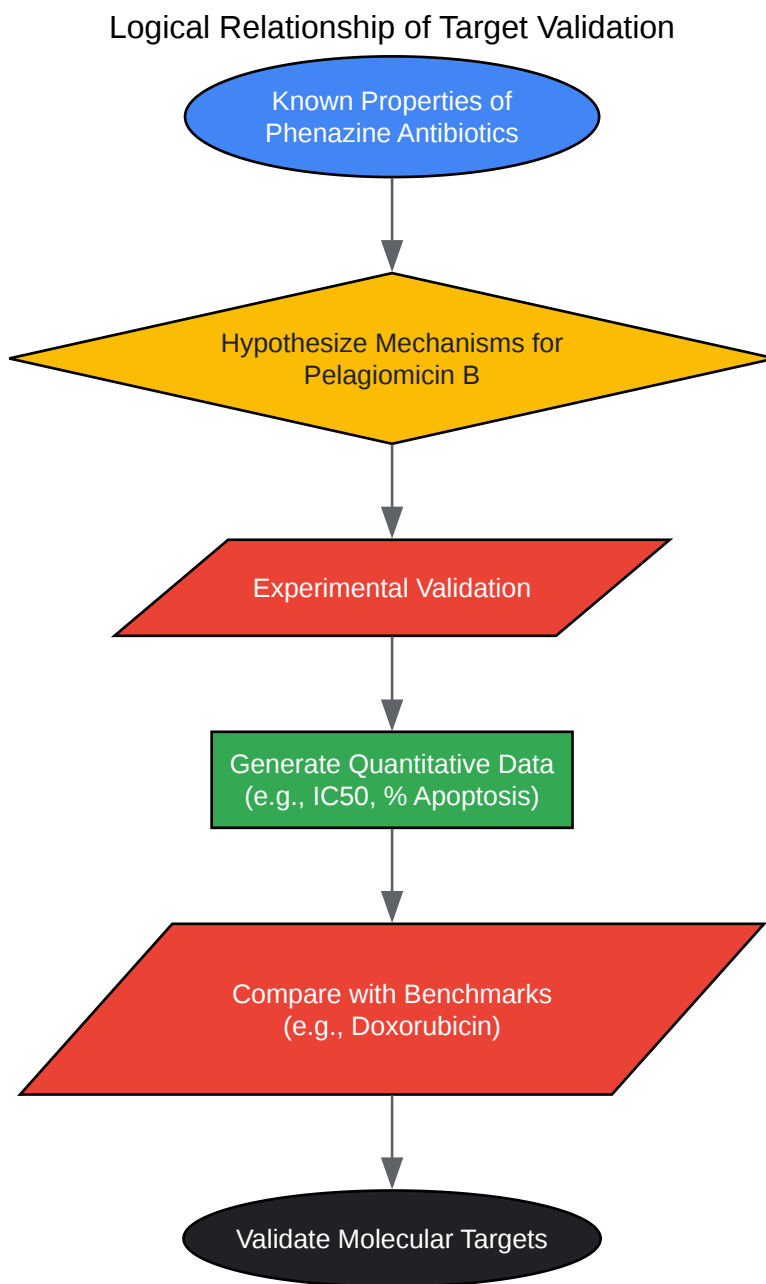 Logical Relationship of Target Validation
Known Properties of
Phenazine Antibiotics
Hypothesize Mechanisms for
Pelagiomicin B
Experimental Validation
Generate Quantitative Data
(e.g., IC50, % Apoptosis)
Compare with Benchmarks
(e.g., Doxorubicin)
Validate Molecular Targets